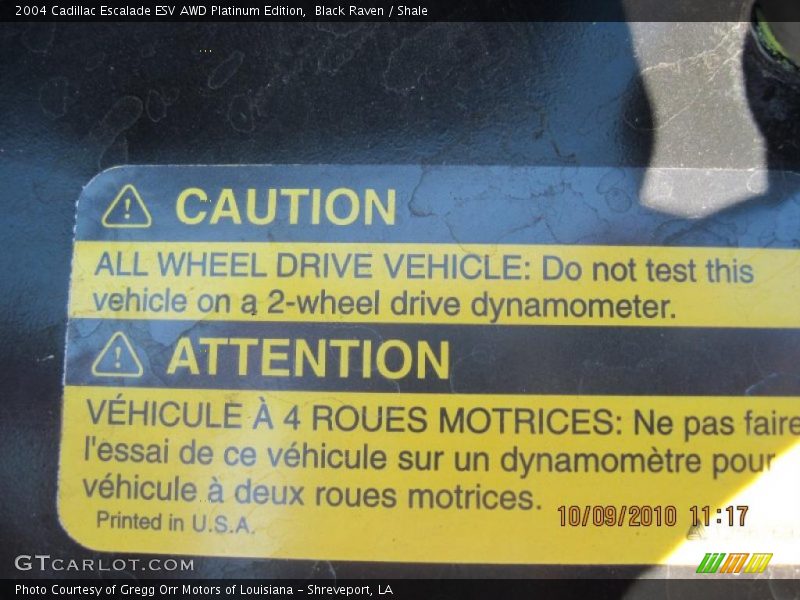 2004 Cadillac Escalade ESV AWD Platinum Edition, Black Raven / Shale
CAUTION
ALL WHEEL DRIVE VEHICLE: Do not test this
vehicle on a 2-wheel drive dynamometer.
ATTENTION
VÉHICULE À 4 ROUES MOTRICES: Ne pas faire
l'essai de ce véhicule sur un dynamomètre pour
véhicule à deux roues motrices.
Printed in U.S.A.
10/09/2010 11:17
GTCarlot.com
Photo Courtesy of Gregg Orr Motors of Louisiana - Shreveport, LA